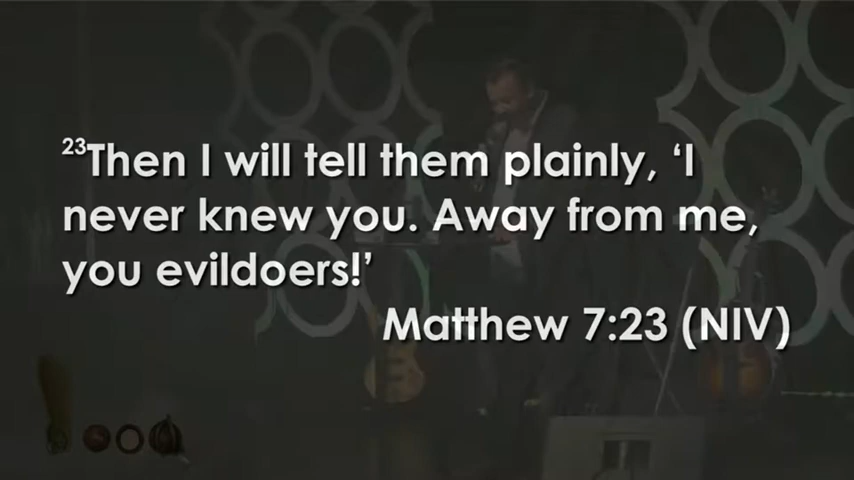 23Then I will tell them plainly, ‘I
never knew you. Away from me,
you evildoers!’
Matthew 7:23 (NIV)